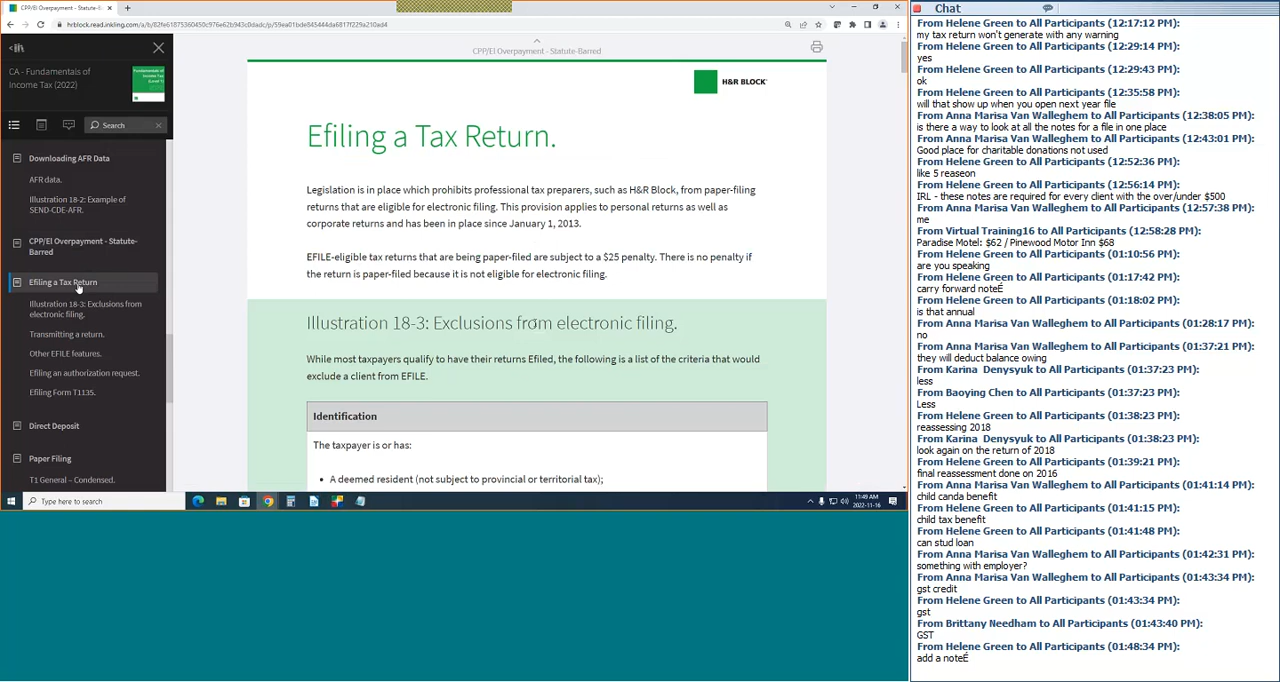 CPP/EI Overpayment - Statute-B
hrblock.read.inkling.com/a/b/82fe61875360450c976e62b943c0dadc/p/59ea01bde845444da6817f229a210ad4
CA - Fundamentals of
Income Tax (2022)
Search
Downloading AFR Data
AFR data.
Illustration 18-2: Example of
SEND-CDE-AFR.
CPP/EI Overpayment - Statute-
Barred
Efiling a Tax Return
Illustration 18-3: Exclusions from
electronic filing.
Transmitting a return.
Other EFILE features.
Efiling an authorization request.
Efiling Form T1135.
Direct Deposit
Paper Filing
T1 General – Condensed.
CPP/EI Overpayment - Statute-Barred
H&R BLOCK
Efiling a Tax Return.
Legislation is in place which prohibits professional tax preparers, such as H&R Block, from paper-filing
returns that are eligible for electronic filing. This provision applies to personal returns as well as
corporate returns and has been in place since January 1, 2013.
EFILE-eligible tax returns that are being paper-filed are subject to a $25 penalty. There is no penalty if
the return is paper-filed because it is not eligible for electronic filing.
Illustration 18-3: Exclusions from electronic filing.
While most taxpayers qualify to have their returns Efiled, the following is a list of the criteria that would
exclude a client from EFILE.
Identification
The taxpayer is or has:
• A deemed resident (not subject to provincial or territorial tax);
Type here to search
11:49 AM
2022-11-16
Chat
From Helene Green to All Participants (12:17:12 PM):
my tax return won't generate with any warning
From Helene Green to All Participants (12:29:14 PM):
yes
From Helene Green to All Participants (12:29:43 PM):
ok
From Helene Green to All Participants (12:35:58 PM):
will that show up when you open next year file
From Anna Marisa Van Walleghem to All Participants (12:38:05 PM):
is there a way to look at all the notes for a file in one place
From Anna Marisa Van Walleghem to All Participants (12:43:01 PM):
Good place for charitable donations not used
From Helene Green to All Participants (12:52:36 PM):
like 5 reaseon
From Helene Green to All Participants (12:56:14 PM):
IRL - these notes are required for every client with the over/under $500
From Anna Marisa Van Walleghem to All Participants (12:57:38 PM):
me
From Virtual Training16 to All Participants (12:58:28 PM):
Paradise Motel: $62 / Pinewood Motor Inn $68
From Helene Green to All Participants (01:10:56 PM):
are you speaking
From Helene Green to All Participants (01:17:42 PM):
carry forward noteÉ
From Helene Green to All Participants (01:18:02 PM):
is that annual
From Anna Marisa Van Walleghem to All Participants (01:28:17 PM):
no
From Anna Marisa Van Walleghem to All Participants (01:37:21 PM):
they will deduct balance owing
From Karina Denysyuk to All Participants (01:37:23 PM):
less
From Baoying Chen to All Participants (01:37:23 PM):
Less
From Helene Green to All Participants (01:38:23 PM):
reassessing 2018
From Karina Denysyuk to All Participants (01:38:23 PM):
look again on the return of 2018
From Helene Green to All Participants (01:39:21 PM):
final reassessment done on 2016
From Anna Marisa Van Walleghem to All Participants (01:41:14 PM):
child canda benefit
From Helene Green to All Participants (01:41:15 PM):
child tax benefit
From Helene Green to All Participants (01:41:48 PM):
can stud loan
From Anna Marisa Van Walleghem to All Participants (01:42:31 PM):
something with employer?
From Anna Marisa Van Walleghem to All Participants (01:43:34 PM):
gst credit
From Helene Green to All Participants (01:43:34 PM):
gst
From Brittany Needham to All Participants (01:43:40 PM):
GST
From Helene Green to All Participants (01:48:34 PM):
add a noteÉ